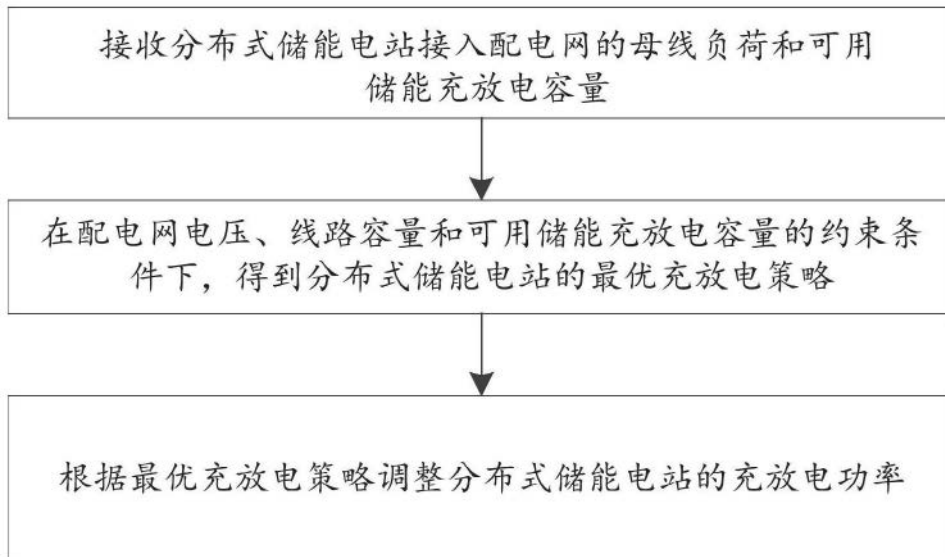 接收分布式储能电站接入配电网的母线负荷和可用
储能充放电容量
在配电网电压、线路容量和可用储能充放电容量的约束条
件下，得到分布式储能电站的最优充放电策略
根据最优充放电策略调整分布式储能电站的充放电功率